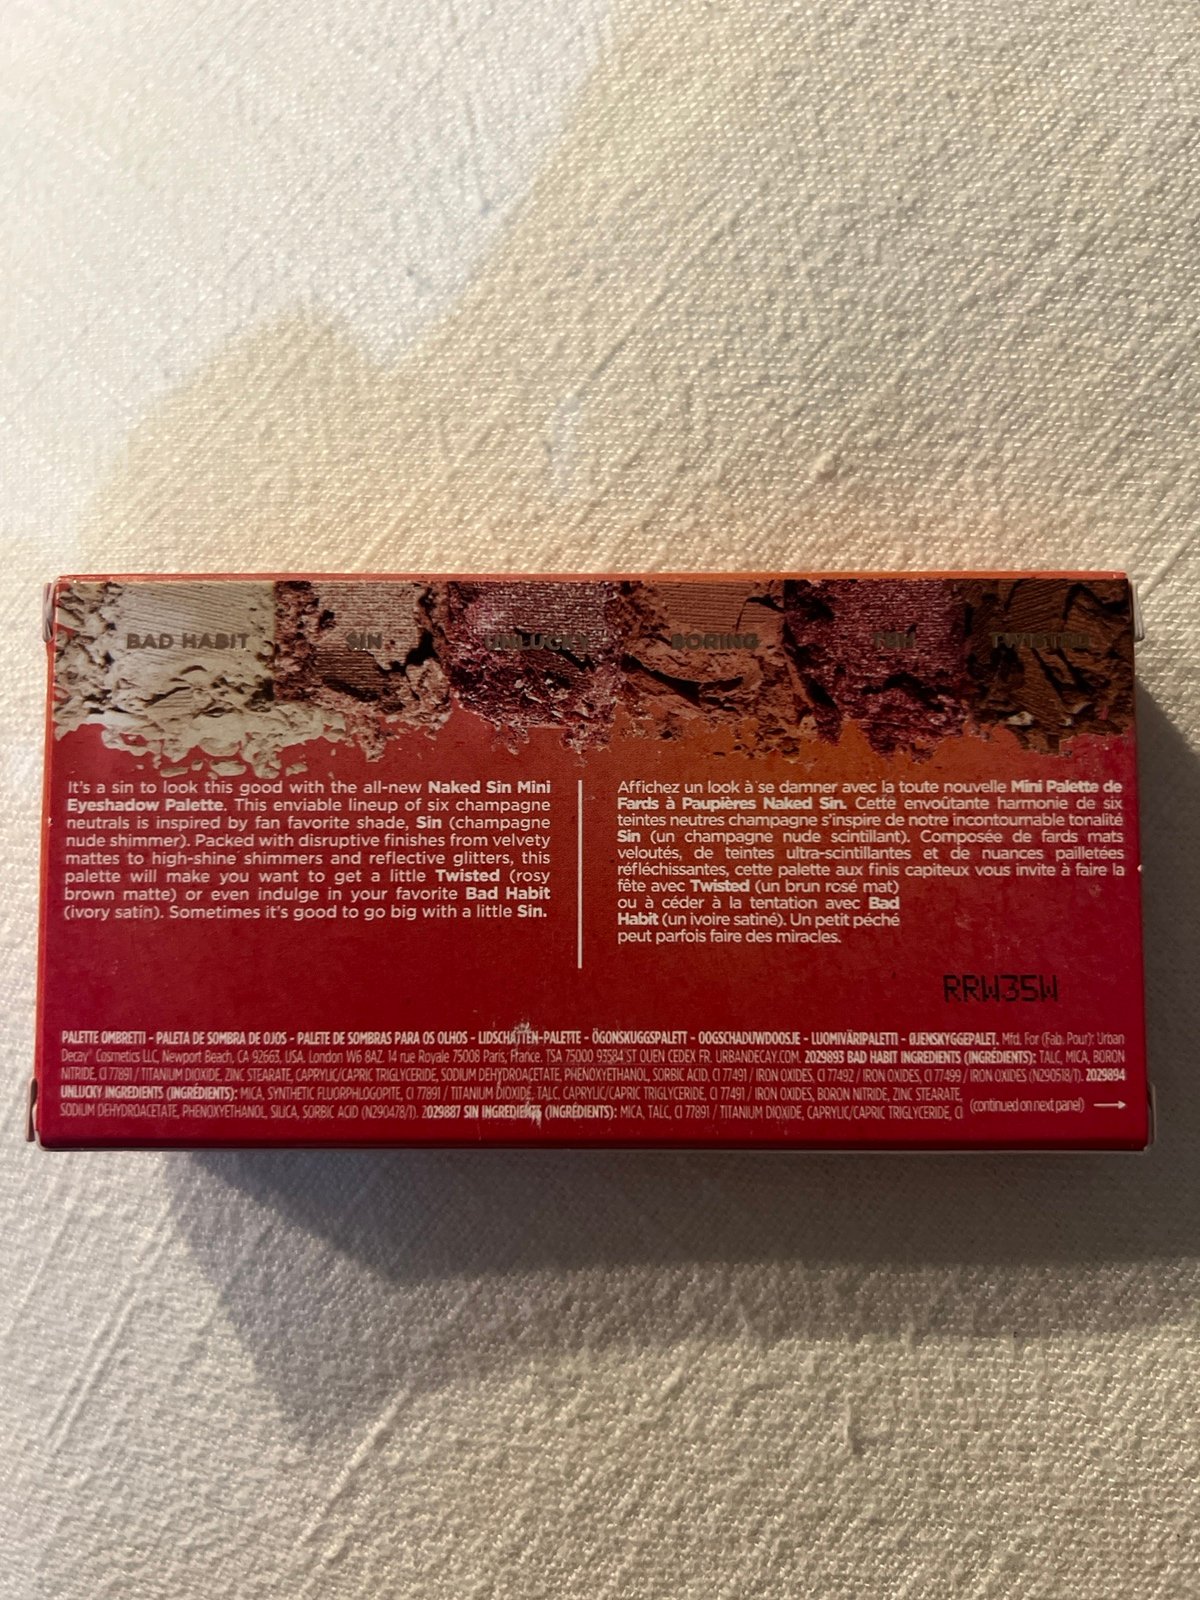 BAD HABIT SIN UNLUCKY BORING TBH TWISTED
It's a sin to look this good with the all-new Naked Sin Mini
Eyeshadow Palette. This enviable lineup of six champagne
neutrals is inspired by fan favorite shade, Sin (champagne
nude shimmer). Packed with disruptive finishes from velvety
mattes to high-shine shimmers and reflective glitters, this
palette will make you want to get a little Twisted (rosy
brown matte) or even indulge in your favorite Bad Habit
(ivory satin). Sometimes it's good to go big with a little Sin.
Affichez un look à se damner avec la toute nouvelle Mini Palette de
Fards à Paupières Naked Sin. Cette envoûtante harmonie de six
teintes neutres champagne s'inspire de notre incontournable tonalité
Sin (un champagne nude scintillant). Composée de fards mats
veloutés, de teintes ultra-scintillantes et de nuances pailletées
réfléchissantes, cette palette aux finis capiteux vous invite à faire la
fête avec Twisted (un brun rosé mat)
ou à céder à la tentation avec Bad
Habit (un ivoire satiné). Un petit péché
peut parfois faire des miracles.
RRW35W
PALETTE OMBRETTI - PALETA DE SOMBRA DE OJOS - PALETE DE SOMBRAS PARA OS OLHOS - LIDSCHATTEN-PALETTE - ÖGONSKUGGSPALETT - OOGSCHADUWDOOSJE - LUOMIVÄRIPALETTI - ØJENSKYGGEPALET. Mfd. For (Fab. Pour): Urban
Decay® Cosmetics LLC, Newport Beach, CA 92663, USA. London W6 8AZ. 14 rue Royale 75008 Paris, France. TSA 75000 93584 ST OUEN CEDEX FR. URBANDECAY.COM. 2029893 BAD HABIT INGREDIENTS (INGRÉDIENTS): TALC, MICA, BORON
NITRIDE, CI 77891 / TITANIUM DIOXIDE, ZINC STEARATE, CAPRYLIC/CAPRIC TRIGLYCERIDE, SODIUM DEHYDROACETATE, PHENOXYETHANOL, SORBIC ACID, CI 77491 / IRON OXIDES, CI 77492 / IRON OXIDES, CI 77499 / IRON OXIDES (N290518/1). 2029894
UNLUCKY INGREDIENTS (INGRÉDIENTS): MICA, SYNTHETIC FLUORPHLOGOPITE, CI 77891 / TITANIUM DIOXIDE, TALC, CAPRYLIC/CAPRIC TRIGLYCERIDE, CI 77491 / IRON OXIDES, BORON NITRIDE, ZINC STEARATE,
SODIUM DEHYDROACETATE, PHENOXYETHANOL, SILICA, SORBIC ACID (N290478/1). 2029887 SIN INGREDIENTS (INGRÉDIENTS): MICA, TALC, CI 77891 / TITANIUM DIOXIDE, CAPRYLIC/CAPRIC TRIGLYCERIDE, CI (continued on next panel)